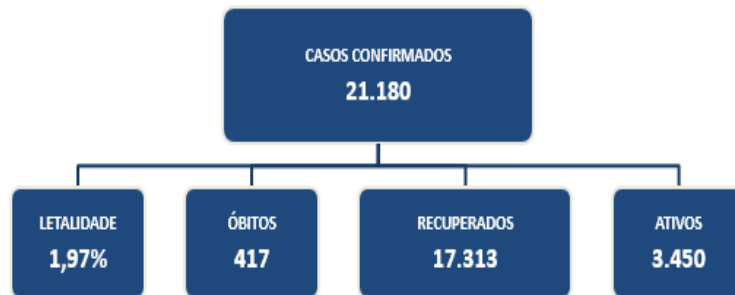 CASOS CONFIRMADOS
21.180
LETALIDADE
1,97%
ÓBITOS
417
RECUPERADOS
17.313
ATIVOS
3.450